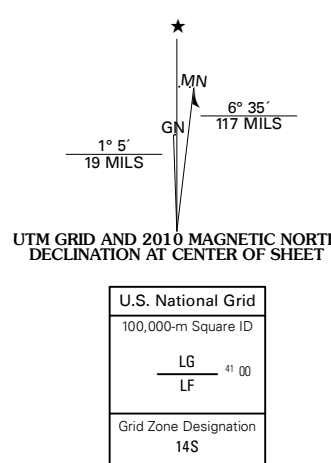 MN
6° 35´
117 MILS
GN
1° 5´
19 MILS
UTM GRID AND 2010 MAGNETIC NORTH
DECLINATION AT CENTER OF SHEET
U.S. National Grid
100,000-m Square ID
LG
41 00
LF
Grid Zone Designation
14S